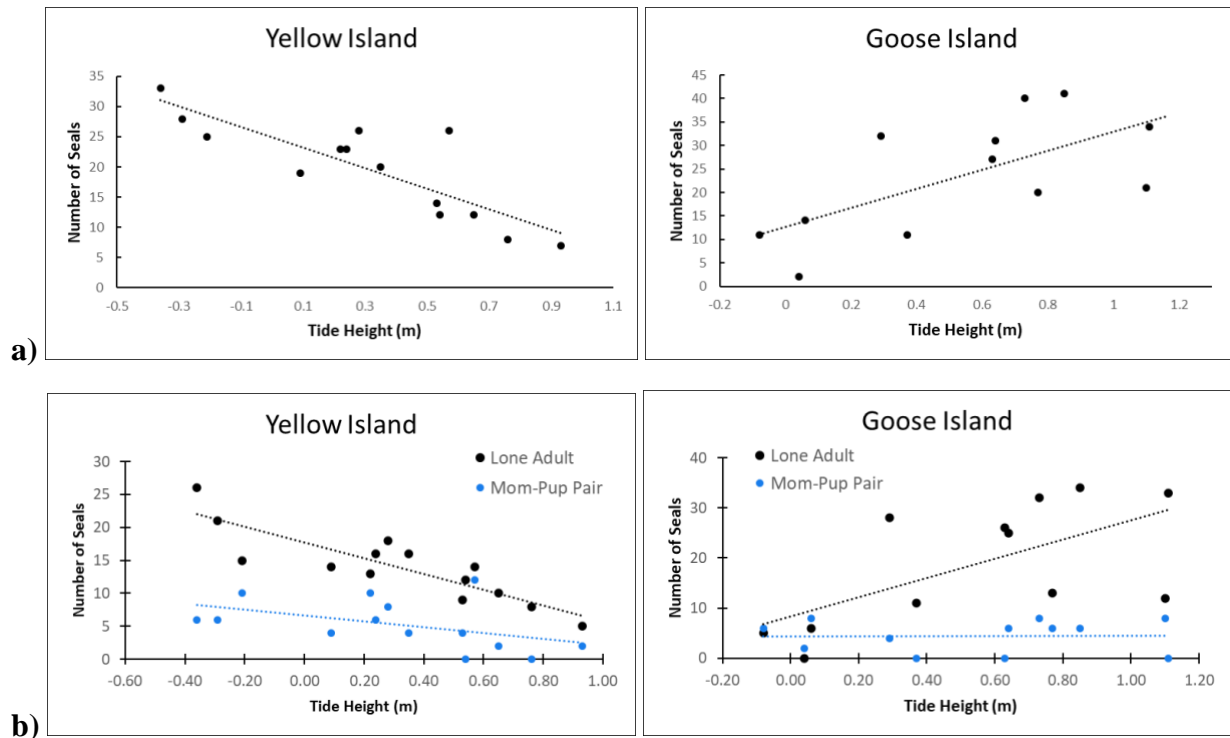 Yellow Island
35
30
25
20
15
10
5
0
Number of Seals
-0.5 -0.3 -0.1 0.1 0.3 0.5 0.7 0.9 1.1
Tide Height (m)
Goose Island
50
45
40
35
30
25
20
15
10
5
0
Number of Seals
-0.2 0 0.2 0.4 0.6 0.8 1 1.2
Tide Height (m)
a)
Yellow Island
Lone Adult
Mom-Pup Pair
30
25
20
15
10
5
0
Number of Seals
-0.60 -0.40 -0.20 0.00 0.20 0.40 0.60 0.80 1.00
Tide Height (m)
Goose Island
Lone Adult
Mom-Pup Pair
40
30
20
10
0
Number of Seals
-0.20 0.00 0.20 0.40 0.60 0.80 1.00 1.20
Tide Height (m)
b)